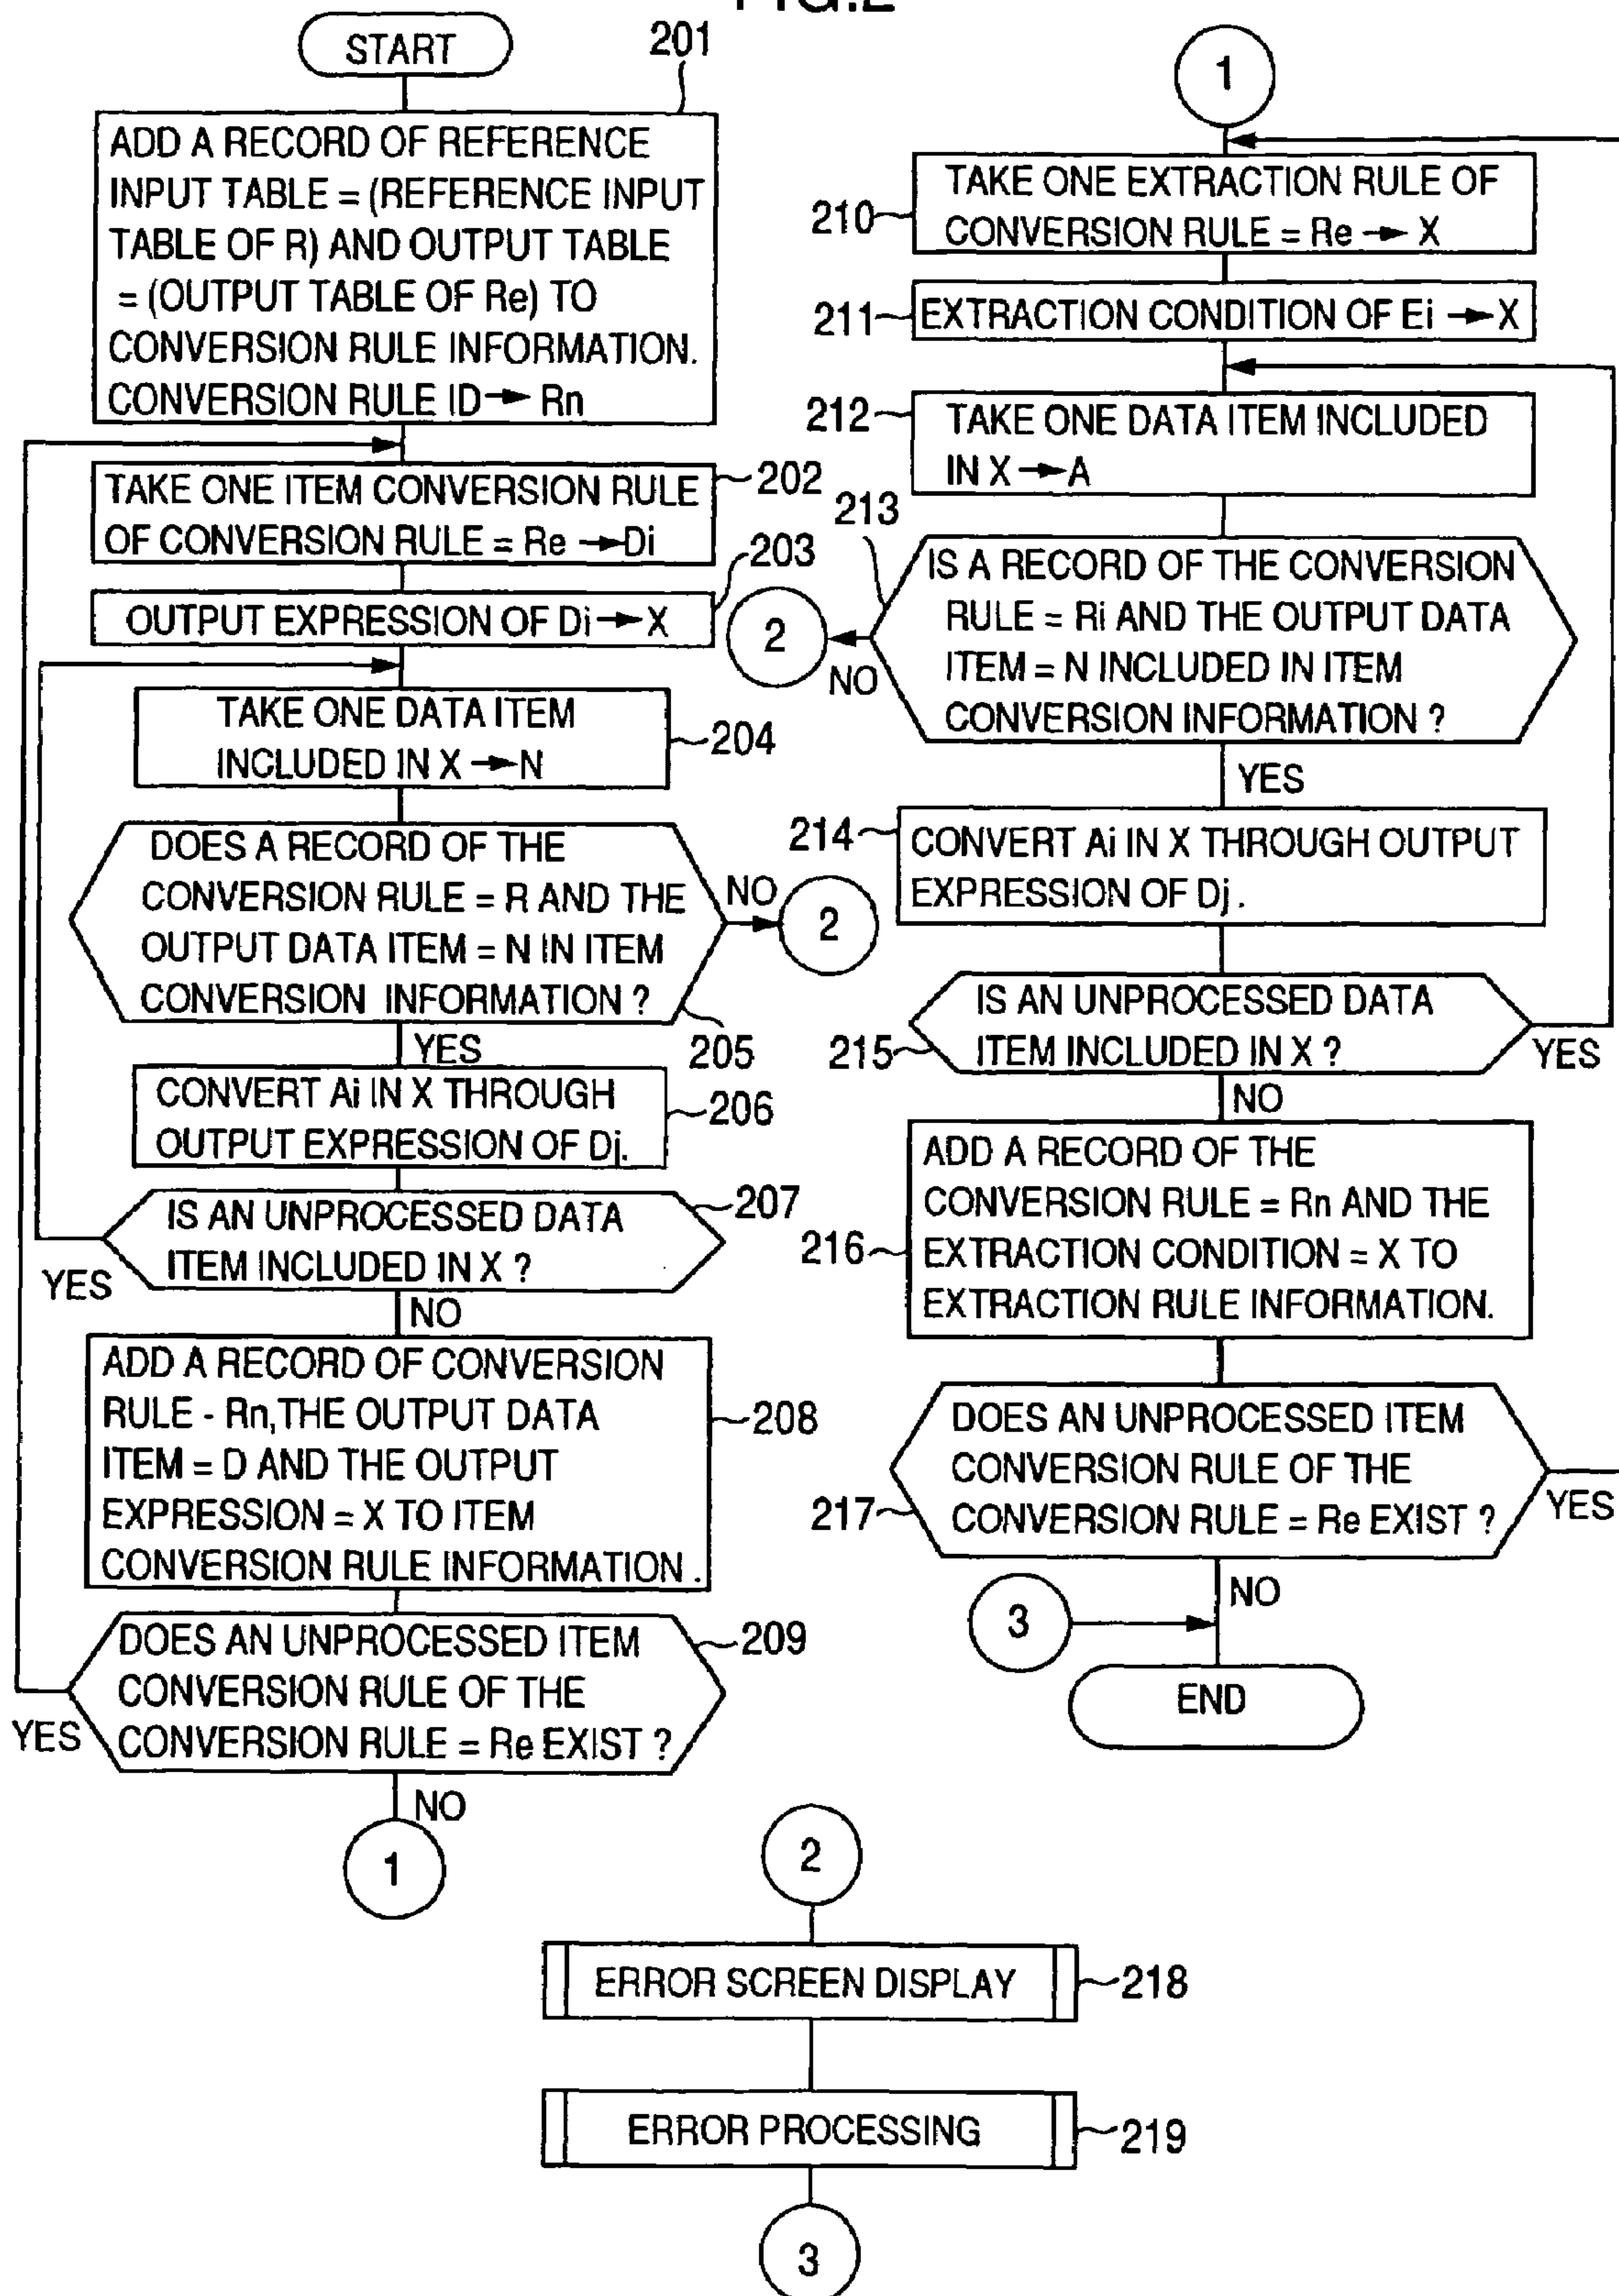 FIG.2
START
201
ADD A RECORD OF REFERENCE
INPUT TABLE = (REFERENCE INPUT
TABLE OF R) AND OUTPUT TABLE
= (OUTPUT TABLE OF Re) TO
CONVERSION RULE INFORMATION.
CONVERSION RULE ID → Rn
TAKE ONE ITEM CONVERSION RULE
OF CONVERSION RULE = Re → Di
202
203
OUTPUT EXPRESSION OF Di → X
TAKE ONE DATA ITEM
INCLUDED IN X → N
204
DOES A RECORD OF THE
CONVERSION RULE = R AND THE
OUTPUT DATA ITEM = N IN ITEM
CONVERSION INFORMATION ?
NO
2
205
YES
CONVERT Ai IN X THROUGH
OUTPUT EXPRESSION OF Dj.
206
IS AN UNPROCESSED DATA
ITEM INCLUDED IN X ?
207
YES
NO
ADD A RECORD OF CONVERSION
RULE - Rn,THE OUTPUT DATA
ITEM = D AND THE OUTPUT
EXPRESSION = X TO ITEM
CONVERSION RULE INFORMATION .
208
DOES AN UNPROCESSED ITEM
CONVERSION RULE OF THE
CONVERSION RULE = Re EXIST ?
209
YES
NO
1
1
TAKE ONE EXTRACTION RULE OF
CONVERSION RULE = Re → X
210
211
EXTRACTION CONDITION OF Ei → X
212
TAKE ONE DATA ITEM INCLUDED
IN X → A
213
IS A RECORD OF THE CONVERSION
RULE = Ri AND THE OUTPUT DATA
ITEM = N INCLUDED IN ITEM
CONVERSION INFORMATION ?
2
NO
YES
214
CONVERT Ai IN X THROUGH OUTPUT
EXPRESSION OF Dj .
IS AN UNPROCESSED DATA
ITEM INCLUDED IN X ?
215
YES
NO
ADD A RECORD OF THE
CONVERSION RULE = Rn AND THE
EXTRACTION CONDITION = X TO
EXTRACTION RULE INFORMATION.
216
DOES AN UNPROCESSED ITEM
CONVERSION RULE OF THE
CONVERSION RULE = Re EXIST ?
217
YES
NO
3
END
2
ERROR SCREEN DISPLAY
218
ERROR PROCESSING
219
3